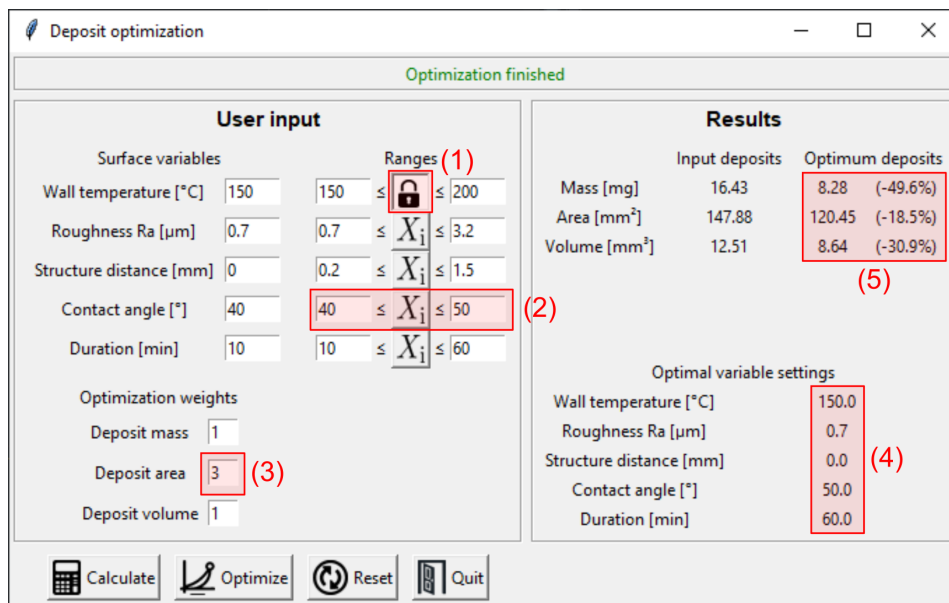 Deposit optimization
Optimization finished
User input
Surface variables Ranges (1)
Wall temperature [°C] 150 150 ≤ ≤ 200
Roughness Ra [µm] 0.7 0.7 ≤ Xi ≤ 3.2
Structure distance [mm] 0 0.2 ≤ Xi ≤ 1.5
Contact angle [°] 40 40 ≤ Xi ≤ 50 (2)
Duration [min] 10 10 ≤ Xi ≤ 60
Optimization weights
Deposit mass 1
Deposit area 3 (3)
Deposit volume 1
Results
Input deposits Optimum deposits
Mass [mg] 16.43 8.28 (-49.6%)
Area [mm²] 147.88 120.45 (-18.5%)
Volume [mm³] 12.51 8.64 (-30.9%)
(5)
Optimal variable settings
Wall temperature [°C] 150.0
Roughness Ra [µm] 0.7
Structure distance [mm] 0.0 (4)
Contact angle [°] 50.0
Duration [min] 60.0
Calculate Optimize Reset Quit